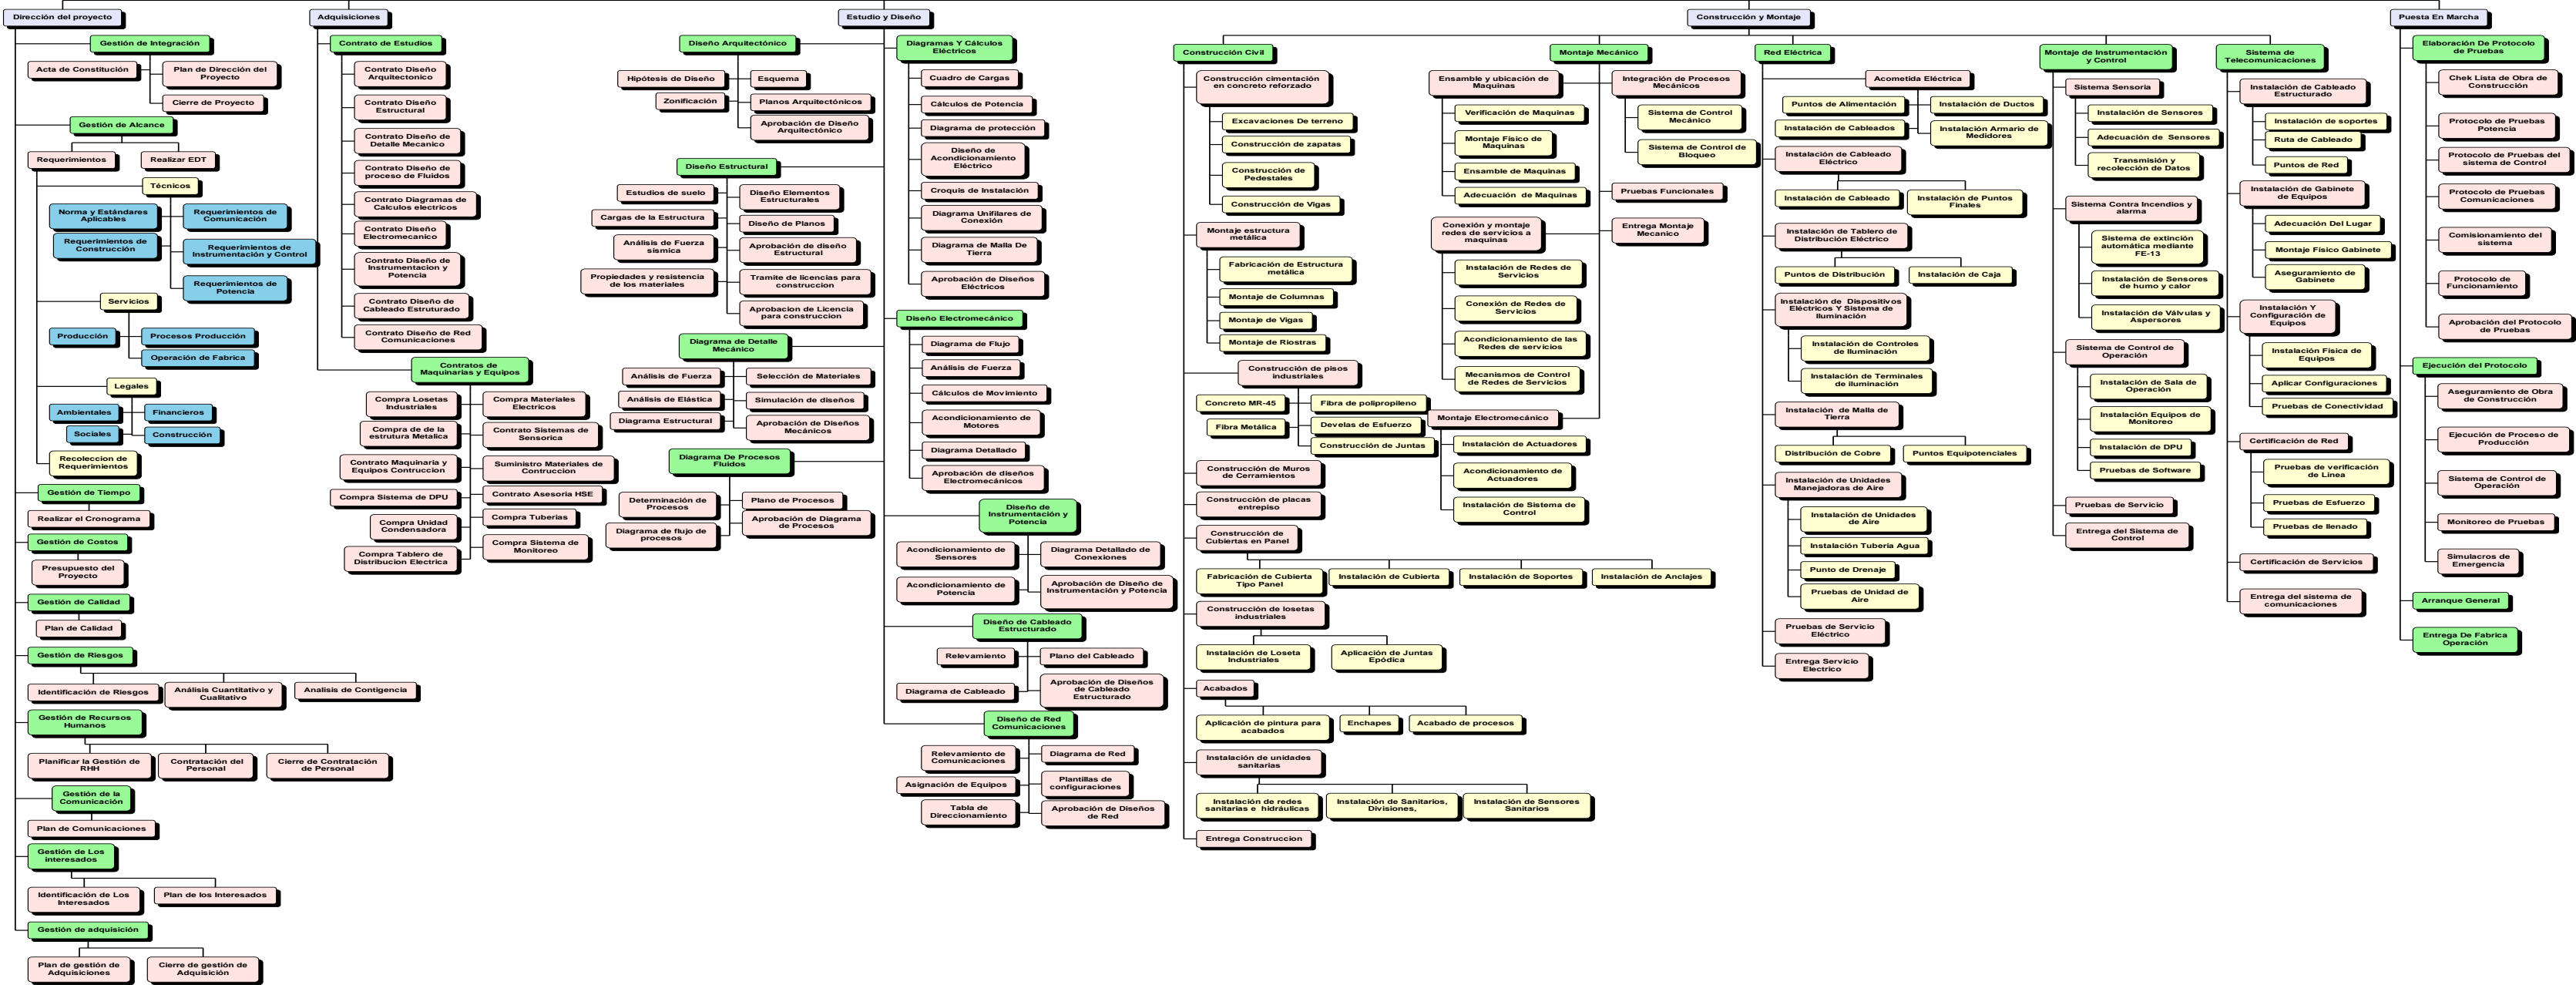 Dirección del proyecto
Gestión de Integración
Acta de Constitución
Plan de Dirección del
Proyecto
Cierre de Proyecto
Gestión de Alcance
Requerimientos
Realizar EDT
Técnicos
Norma y Estándares
Aplicables
Requerimientos de
Comunicación
Requerimientos de
Construcción
Requerimientos de
Instrumentación y Control
Requerimientos de
Potencia
Servicios
Producción
Procesos Producción
Operación de Fabrica
Legales
Ambientales
Financieros
Sociales
Construcción
Recoleccion de
Requerimientos
Gestión de Tiempo
Realizar el Cronograma
Gestión de Costos
Presupuesto del
Proyecto
Gestión de Calidad
Plan de Calidad
Gestión de Riesgos
Identificación de Riesgos
Análisis Cuantitativo y
Cualitativo
Analisis de Contigencia
Gestión de Recursos
Humanos
Planificar la Gestión de
RHH
Contratación del
Personal
Cierre de Contratación
de Personal
Gestión de la
Comunicación
Plan de Comunicaciones
Gestión de Los
interesados
Identificación de Los
Interesados
Plan de los Interesados
Gestión de adquisición
Plan de gestión de
Adquisiciones
Cierre de gestión de
Adquisición
Adquisiciones
Contrato de Estudios
Contrato Diseño
Arquitectonico
Contrato Diseño
Estructural
Contrato Diseño de
Detalle Mecanico
Contrato Diseño de
proceso de Fluidos
Contrato Diagramas de
Calculos electricos
Contrato Diseño
Electromecanico
Contrato Diseño de
Instrumentacion y
Potencia
Contrato Diseño de
Cableado Estruturado
Contrato Diseño de Red
Comunicaciones
Contratos de
Maquinarias y Equipos
Compra Losetas
Industriales
Compra Materiales
Electricos
Compra de de la
estrutura Metalica
Contrato Sistemas de
Sensorica
Contrato Maquinaria y
Equipos Contruccion
Suministro Materiales de
Contruccion
Compra Sistema de DPU
Contrato Asesoria HSE
Compra Unidad
Condensadora
Compra Tuberias
Compra Tablero de
Distribucion Electrica
Compra Sistema de
Monitoreo
Estudio y Diseño
Diseño Arquitectónico
Hipótesis de Diseño
Esquema
Zonificación
Planos Arquitectónicos
Aprobación de Diseño
Arquitectónico
Diseño Estructural
Estudios de suelo
Diseño Elementos
Estructurales
Cargas de la Estructura
Diseño de Planos
Análisis de Fuerza
sísmica
Aprobación de diseño
Estructural
Propiedades y resistencia
de los materiales
Tramite de licencias para
construccion
Aprobacion de Licencia
para construccion
Diagrama de Detalle
Mecánico
Análisis de Fuerza
Selección de Materiales
Análisis de Elástica
Simulación de diseños
Diagrama Estructural
Aprobación de Diseños
Mecánicos
Diagrama De Procesos
Fluidos
Determinación de
Procesos
Plano de Procesos
Diagrama de flujo de
procesos
Aprobación de Diagrama
de Procesos
Diagramas Y Cálculos
Eléctricos
Cuadro de Cargas
Cálculos de Potencia
Diagrama de protección
Diseño de
Acondicionamiento
Eléctrico
Croquis de Instalación
Diagrama Unifilares de
Conexión
Diagrama de Malla De
Tierra
Aprobación de Diseños
Eléctricos
Diseño Electromecánico
Diagrama de Flujo
Análisis de Fuerza
Cálculos de Movimiento
Acondicionamiento de
Motores
Diagrama Detallado
Aprobación de diseños
Electromecánicos
Diseño de
Instrumentación y
Potencia
Acondicionamiento de
Sensores
Diagrama Detallado de
Conexiones
Acondicionamiento de
Potencia
Aprobación de Diseño de
Instrumentación y Potencia
Diseño de Cableado
Estructurado
Relevamiento
Plano del Cableado
Diagrama de Cableado
Aprobación de Diseños
de Cableado
Estructurado
Diseño de Red
Comunicaciones
Relevamiento de
Comunicaciones
Diagrama de Red
Asignación de Equipos
Plantillas de
configuraciones
Tabla de
Direccionamiento
Aprobación de Diseños
de Red
Construcción y Montaje
Construcción Civil
Construcción cimentación
en concreto reforzado
Excavaciones De terreno
Construcción de zapatas
Construcción de
Pedestales
Construcción de Vigas
Montaje estructura
metálica
Fabricación de Estructura
metálica
Montaje de Columnas
Montaje de Vigas
Montaje de Riostras
Construcción de pisos
industriales
Concreto MR-45
Fibra de polipropileno
Fibra Metálica
Develas de Esfuerzo
Construcción de Juntas
Construcción de Muros
de Cerramientos
Construcción de placas
entrepiso
Construcción de
Cubiertas en Panel
Fabricación de Cubierta
Tipo Panel
Instalación de Cubierta
Instalación de Soportes
Instalación de Anclajes
Construcción de losetas
industriales
Instalación de Loseta
Industriales
Aplicación de Juntas
Epódica
Acabados
Aplicación de pintura para
acabados
Enchapes
Acabado de procesos
Instalación de unidades
sanitarias
Instalación de redes
sanitarias e hidráulicas
Instalación de Sanitarios,
Divisiones,
Instalación de Sensores
Sanitarios
Entrega Construccion
Montaje Mecánico
Ensamble y ubicación de
Maquinas
Verificación de Maquinas
Montaje Físico de
Maquinas
Ensamble de Maquinas
Adecuación de Maquinas
Conexión y montaje
redes de servicios a
maquinas
Instalación de Redes de
Servicios
Conexión de Redes de
Servicios
Acondicionamiento de las
Redes de servicios
Mecanismos de Control
de Redes de Servicios
Montaje Electromecánico
Instalación de Actuadores
Acondicionamiento de
Actuadores
Instalación de Sistema de
Control
Integración de Procesos
Mecánicos
Sistema de Control
Mecánico
Sistema de Control de
Bloqueo
Pruebas Funcionales
Entrega Montaje
Mecanico
Red Eléctrica
Acometida Eléctrica
Puntos de Alimentación
Instalación de Ductos
Instalación de Cableados
Instalación Armario de
Medidores
Instalación de Cableado
Eléctrico
Instalación de Cableado
Instalación de Puntos
Finales
Instalación de Tablero de
Distribución Eléctrico
Puntos de Distribución
Instalación de Caja
Instalación de Dispositivos
Eléctricos Y Sistema de
Iluminación
Instalación de Controles
de Iluminación
Instalación de Terminales
de iluminación
Instalación de Malla de
Tierra
Distribución de Cobre
Puntos Equipotenciales
Instalación de Unidades
Manejadoras de Aire
Instalación de Unidades
de Aire
Instalación Tubería Agua
Punto de Drenaje
Pruebas de Unidad de
Aire
Pruebas de Servicio
Eléctrico
Entrega Servicio
Electrico
Montaje de Instrumentación
y Control
Sistema Sensoria
Instalación de Sensores
Adecuación de Sensores
Transmisión y
recolección de Datos
Sistema Contra Incendios y
alarma
Sistema de extinción
automática mediante
FE-13
Instalación de Sensores
de humo y calor
Instalación de Válvulas y
Aspersores
Sistema de Control de
Operación
Instalación de Sala de
Operación
Instalación Equipos de
Monitoreo
Instalación de DPU
Pruebas de Software
Pruebas de Servicio
Entrega del Sistema de
Control
Sistema de
Telecomunicaciones
Instalación de Cableado
Estructurado
Instalación de soportes
Ruta de Cableado
Puntos de Red
Instalación de Gabinete
de Equipos
Adecuación Del Lugar
Montaje Físico Gabinete
Aseguramiento de
Gabinete
Instalación Y
Configuración de
Equipos
Instalación Física de
Equipos
Aplicar Configuraciones
Pruebas de Conectividad
Certificación de Red
Pruebas de verificación
de Línea
Pruebas de Esfuerzo
Pruebas de llenado
Certificación de Servicios
Entrega del sistema de
comunicaciones
Puesta En Marcha
Elaboración De Protocolo
de Pruebas
Chek Lista de Obra de
Construcción
Protocolo de Pruebas
Potencia
Protocolo de Pruebas del
sistema de Control
Protocolo de Pruebas
Comunicaciones
Comisionamiento del
sistema
Protocolo de
Funcionamiento
Aprobación del Protocolo
de Pruebas
Ejecución del Protocolo
Aseguramiento de Obra
de Construcción
Ejecución de Proceso de
Producción
Sistema de Control de
Operación
Monitoreo de Pruebas
Simulacros de
Emergencia
Arranque General
Entrega De Fabrica
Operación